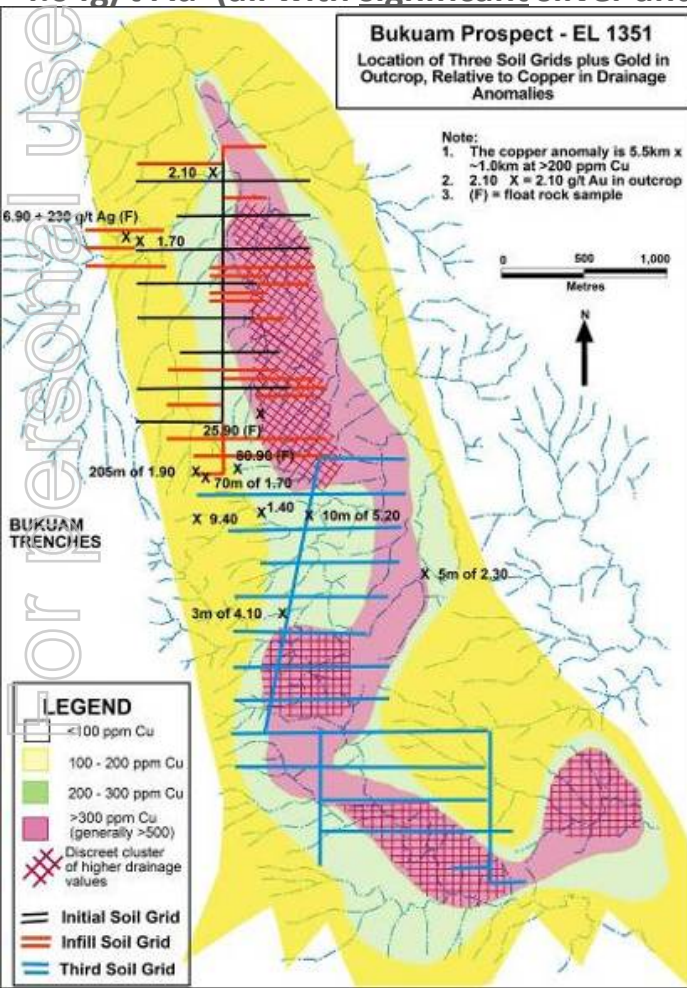 Bukuam Prospect - EL 1351
Location of Three Soil Grids plus Gold in
Outcrop, Relative to Copper in Drainage
Anomalies
Note:
1. The copper anomaly is 5.5km x
~1.0km at >200 ppm Cu
2. 2.10 X = 2.10 g/t Au in outcrop
3. (F) = float rock sample
0 500 1,000
Metres
N
2.10 X
6.90 + 230 g/t Ag (F)
X X 1.70
X
25.90 (F)
60.90 (F)
X
205m of 1.90 X
X 70m of 1.70
X 9.40
X 1.40
X 10m of 5.20
BUKUAM
TRENCHES
X 5m of 2.30
3m of 4.10 X
LEGEND
<100 ppm Cu
100 - 200 ppm Cu
200 - 300 ppm Cu
>300 ppm Cu
(generally >500)
Discreet cluster
of higher drainage
values
Initial Soil Grid
Infill Soil Grid
Third Soil Grid
For personal use